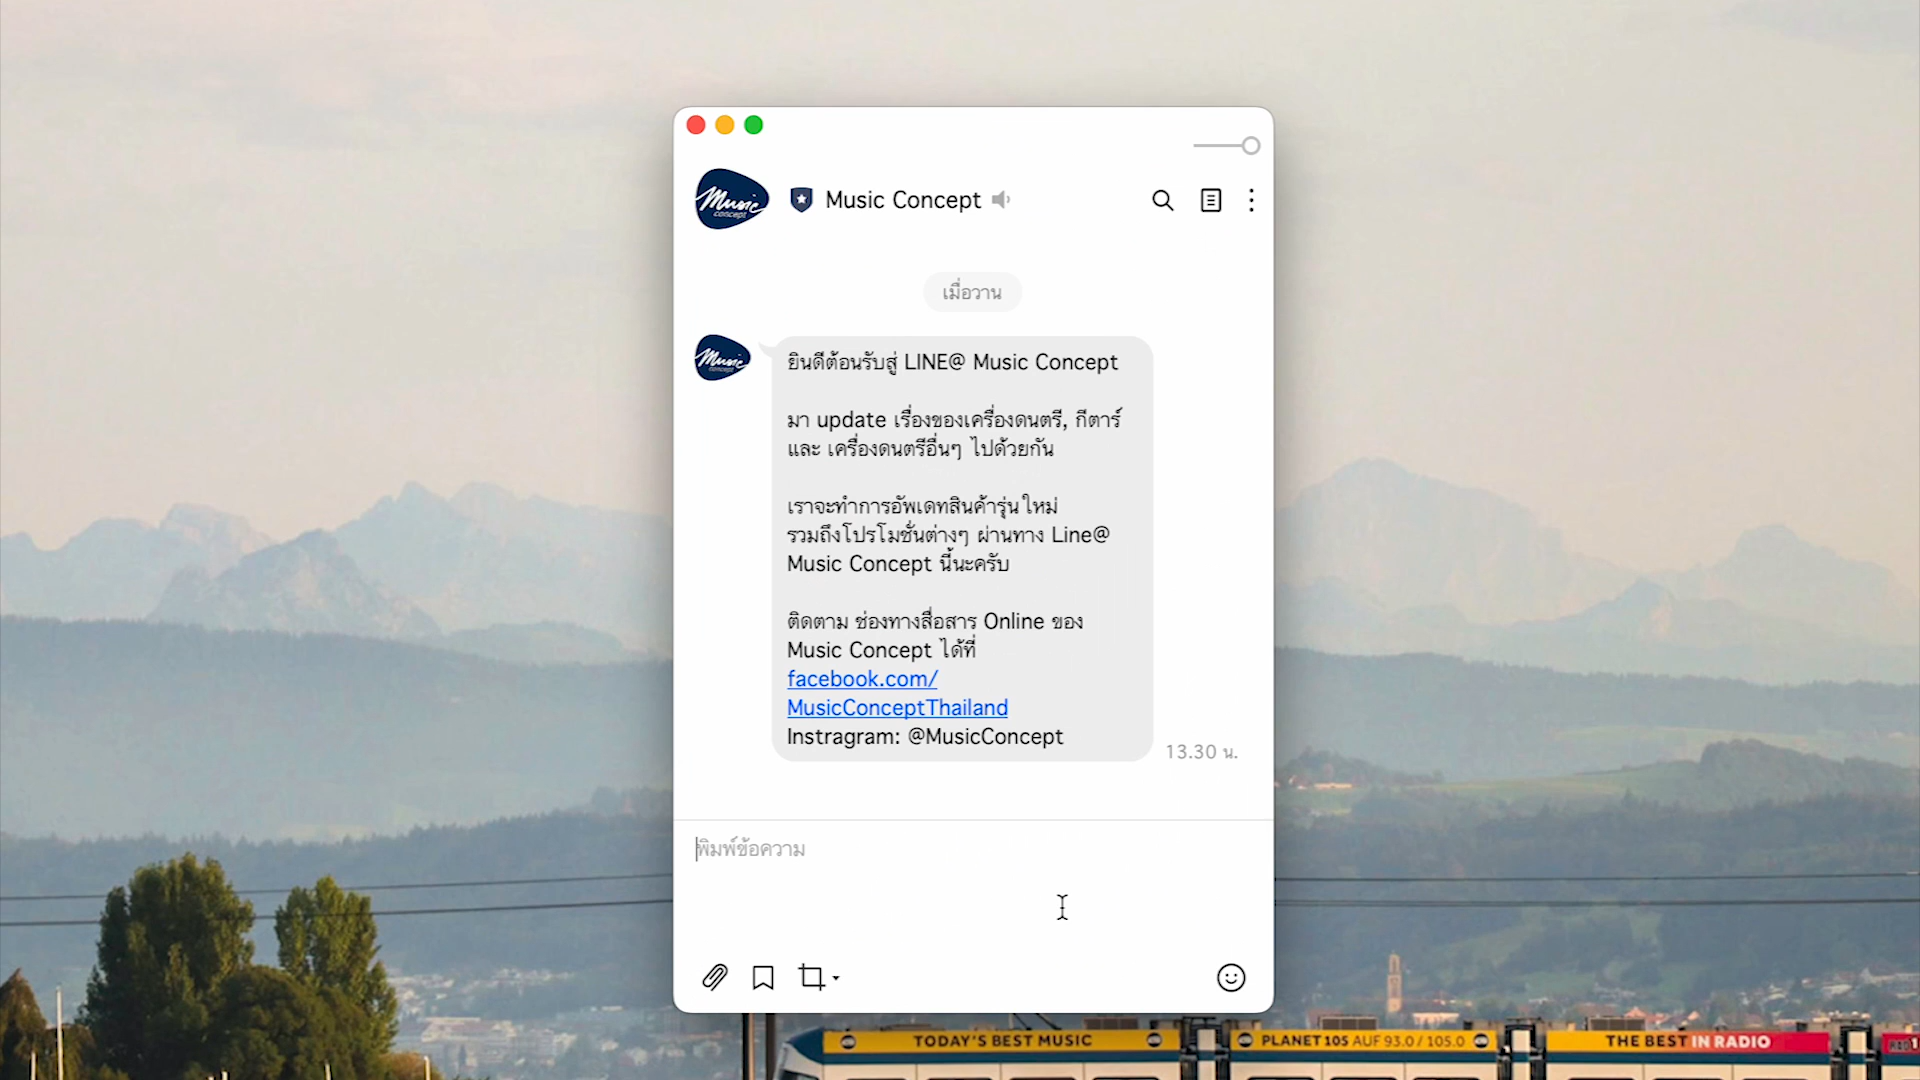 Music Concept
Music concept
เมื่อวาน
Music concept
ยินดีต้อนรับสู่ LINE@ Music Concept
มา update เรื่องของเครื่องดนตรี, กีตาร์
และ เครื่องดนตรีอื่นๆ ไปด้วยกัน
เราจะทำการอัพเดทสินค้ารุ่นใหม่
รวมถึงโปรโมชั่นต่างๆ ผ่านทาง Line@
Music Concept นี้นะครับ
ติดตาม ช่องทางสื่อสาร Online ของ
Music Concept ได้ที่
facebook.com/
MusicConceptThailand
Instragram: @MusicConcept
13.30 น.
พิมพ์ข้อความ
TODAY'S BEST MUSIC
PLANET 105 AUF 93.0 / 105.0
THE BEST IN RADIO